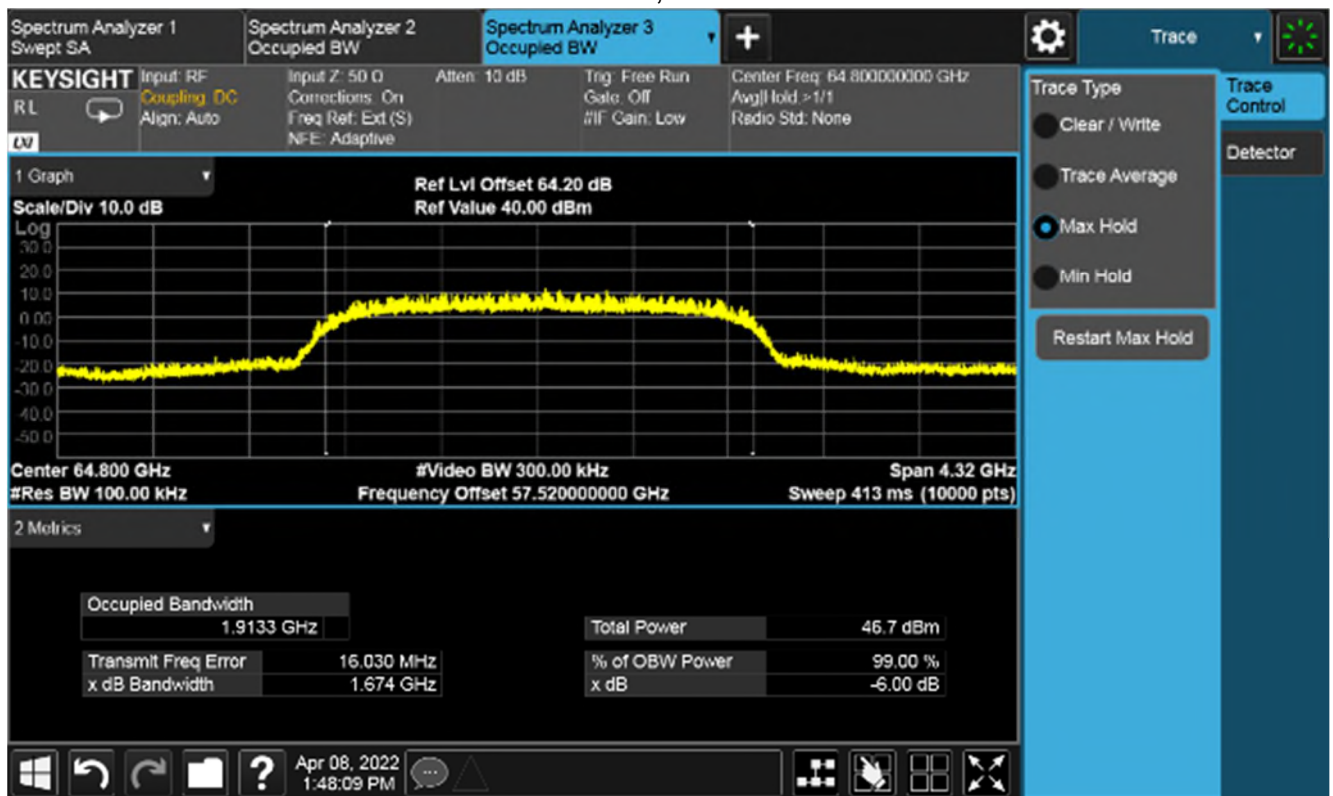 Spectrum Analyzer 1
Swept SA
Spectrum Analyzer 2
Occupied BW
Spectrum Analyzer 3
Occupied BW
Trace
KEYSIGHT
RL
LXI
Input: RF
Coupling: DC
Align: Auto
Input Z: 50 Ω
Corrections: On
Freq Ref: Ext (S)
NFE: Adaptive
Atten: 10 dB
Trig: Free Run
Gate: Off
#IF Gain: Low
Center Freq: 64.800000000 GHz
Avg|Hold:>1/1
Radio Std: None
Trace Type
Clear / Write
Trace Average
Max Hold
Min Hold
Restart Max Hold
Trace
Control
Detector
1 Graph
Scale/Div 10.0 dB
Ref Lvl Offset 64.20 dB
Ref Value 40.00 dBm
Log
30.0
20.0
10.0
0.00
-10.0
-20.0
-30.0
-40.0
-50.0
Center 64.800 GHz
#Video BW 300.00 kHz
Span 4.32 GHz
#Res BW 100.00 kHz
Frequency Offset 57.520000000 GHz
Sweep 413 ms (10000 pts)
2 Metrics
Occupied Bandwidth
1.9133 GHz
Total Power 46.7 dBm
Transmit Freq Error 16.030 MHz
% of OBW Power 99.00 %
x dB Bandwidth 1.674 GHz
x dB -6.00 dB
?
Apr 08, 2022
1:48:09 PM